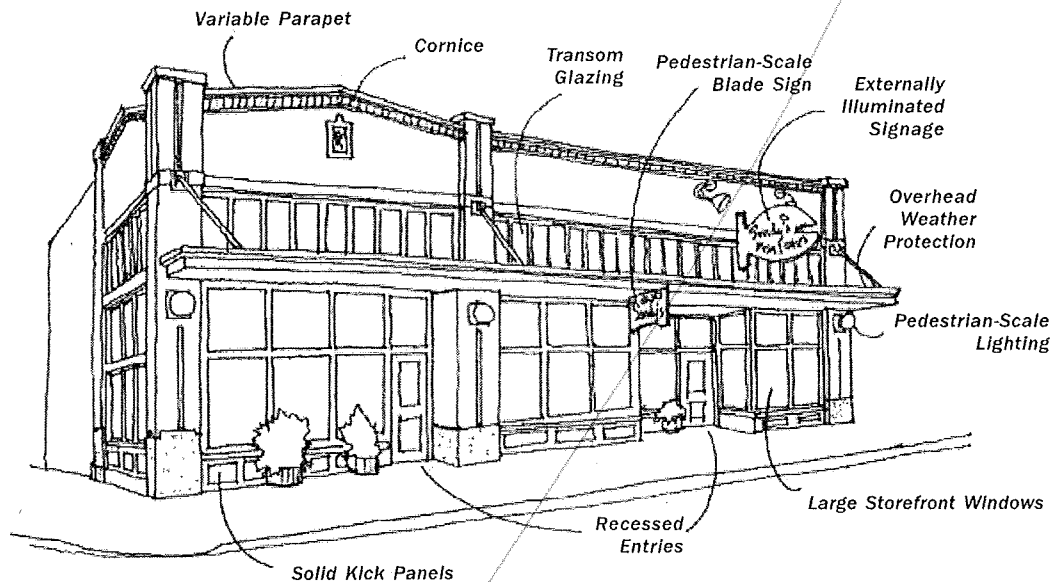 Variable Parapet
Cornice
Transom
Glazing
Pedestrian-Scale
Blade Sign
Externally
Illuminated
Signage
Overhead
Weather
Protection
Pedestrian-Scale
Lighting
Large Storefront Windows
Recessed
Entries
Solid Kick Panels